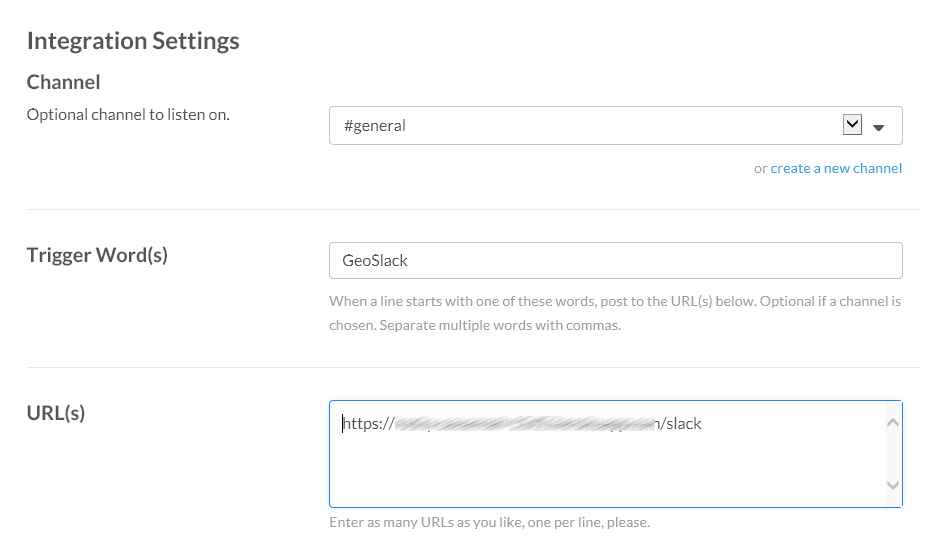 Integration Settings
Channel
Optional channel to listen on.
#general
or create a new channel
Trigger Word(s)
GeoSlack
When a line starts with one of these words, post to the URL(s) below. Optional if a channel is
chosen. Separate multiple words with commas.
URL(s)
https:// /slack
Enter as many URLs as you like, one per line, please.